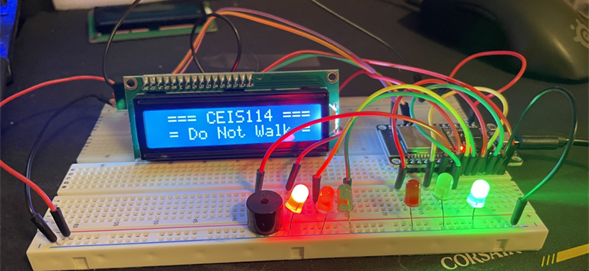 === CEIS114 ===
= Do Not Walk =
CORSAIR